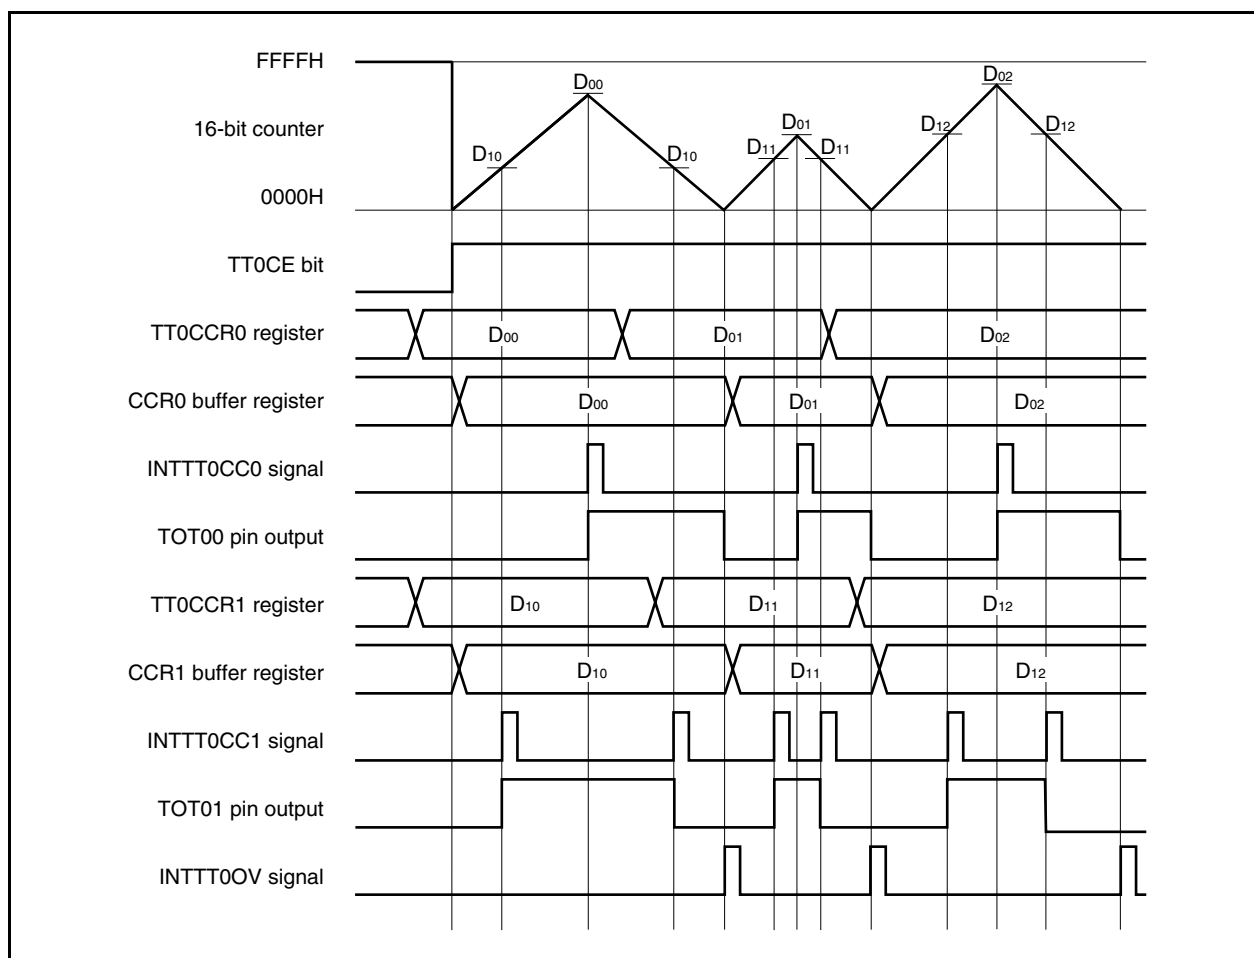 FFFFH
D00
D02
16-bit counter
D10
D10
D11
D01
D11
D12
D12
0000H
TT0CE bit
TT0CCR0 register
D00
D01
D02
CCR0 buffer register
D00
D01
D02
INTTT0CC0 signal
TOT00 pin output
TT0CCR1 register
D10
D11
D12
CCR1 buffer register
D10
D11
D12
INTTT0CC1 signal
TOT01 pin output
INTTT0OV signal